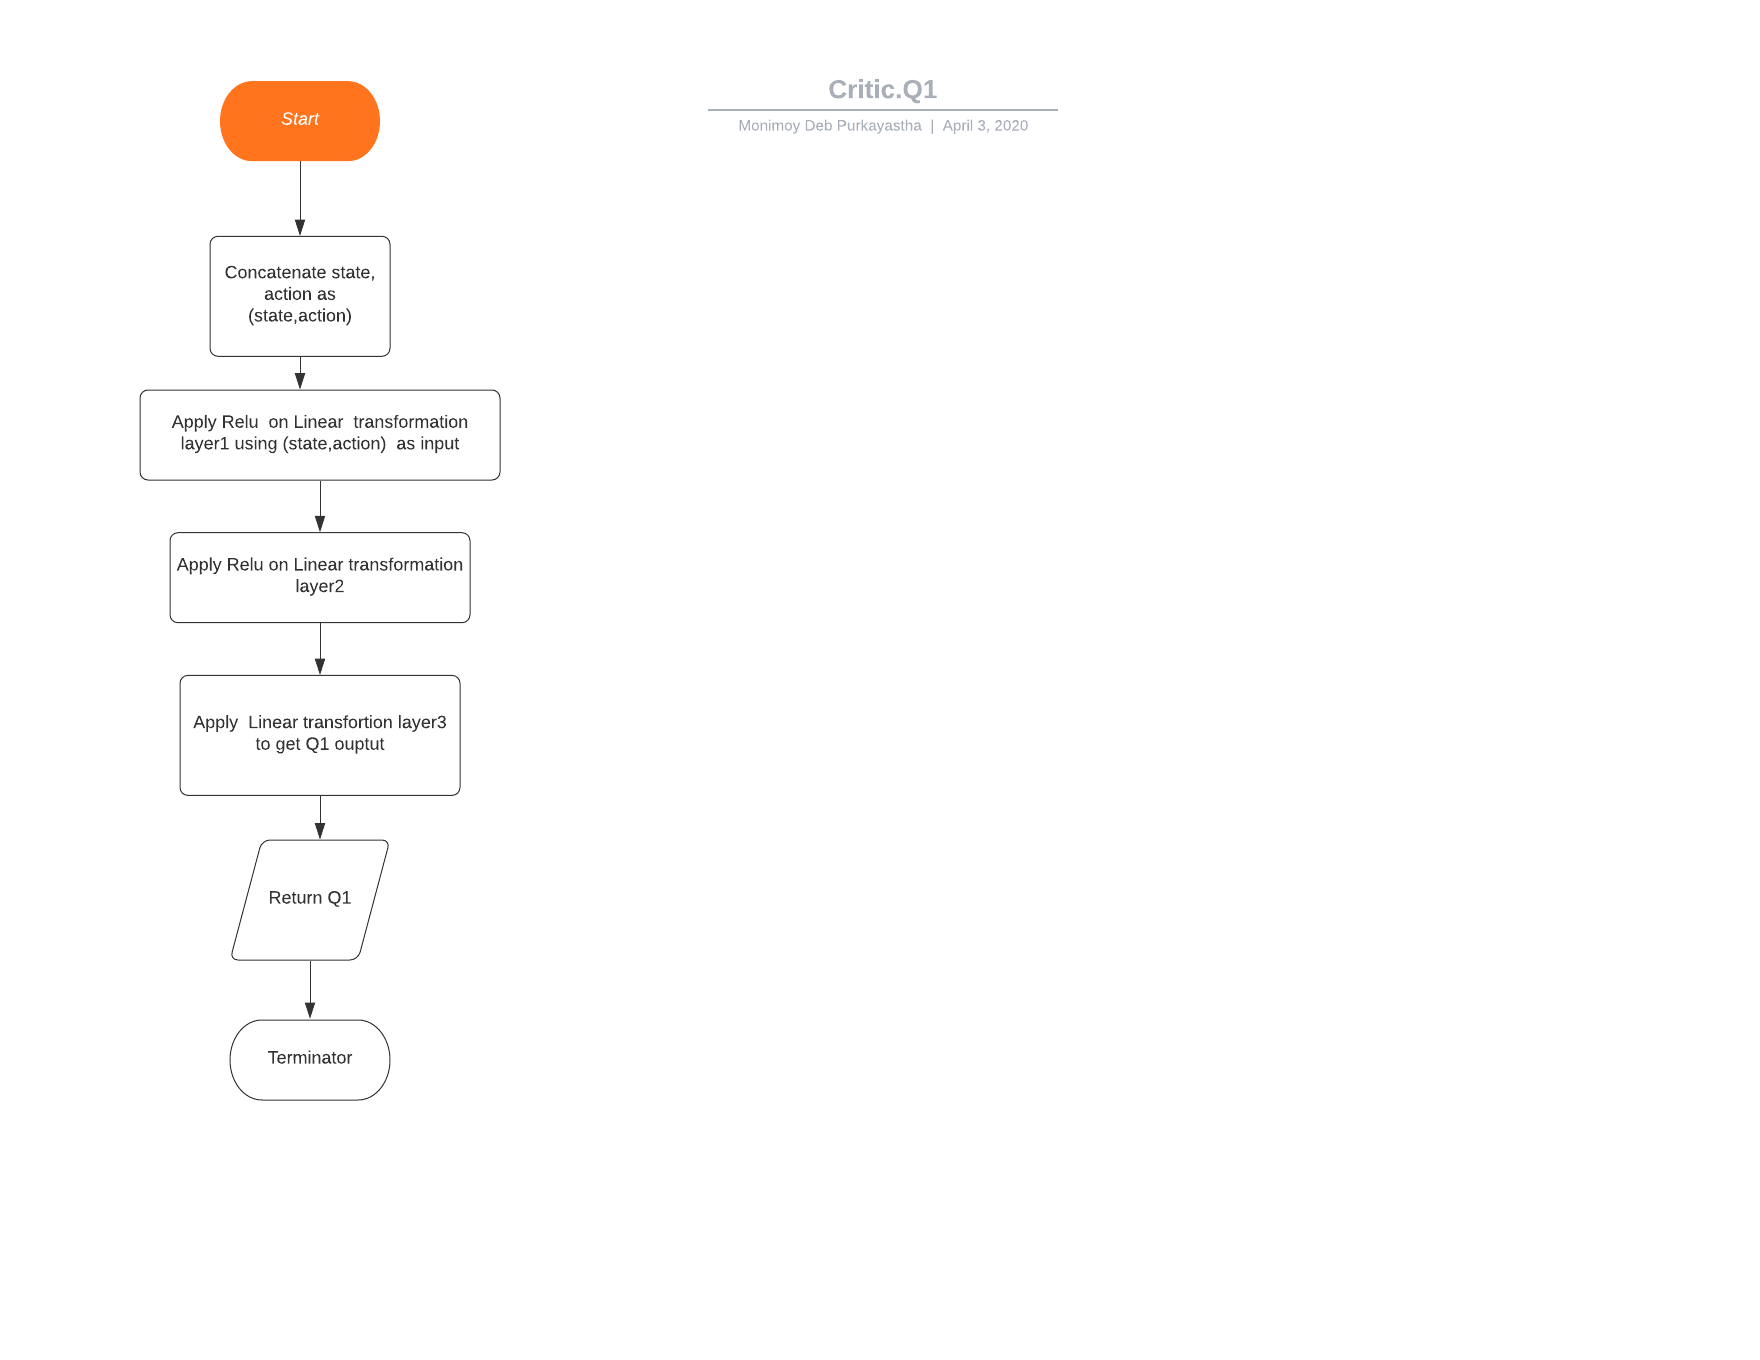 Critic.Q1
Monimoy Deb Purkayastha | April 3, 2020
Start
Concatenate state,
action as
(state,action)
Apply Relu  on Linear  transformation
layer1 using (state,action)  as input
Apply Relu on Linear transformation
layer2
Apply  Linear transfortion layer3
to get Q1 ouptut
Return Q1
Terminator